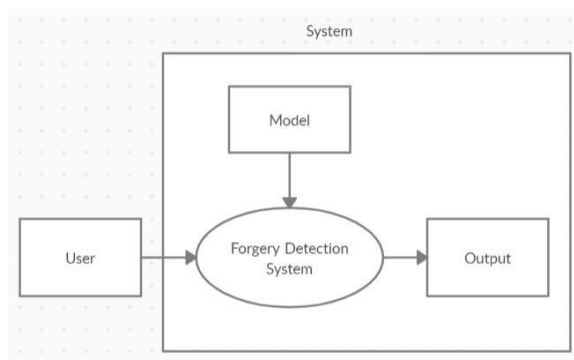 System
Model
User
Forgery Detection
System
Output